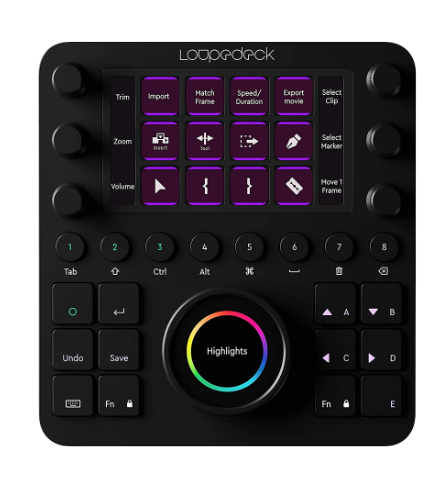 Loupedeck
Trim
Import
Match
Frame
Speed/
Duration
Export
movie
Select
Clip
Zoom
Insert
Tool
Select
Marker
Volume
{
}
Move 1
Frame
1 2 3 4 5 6 7 8
Tab Ctrl Alt ⌘
Highlights
A B
Undo Save
C D
Fn
Fn E